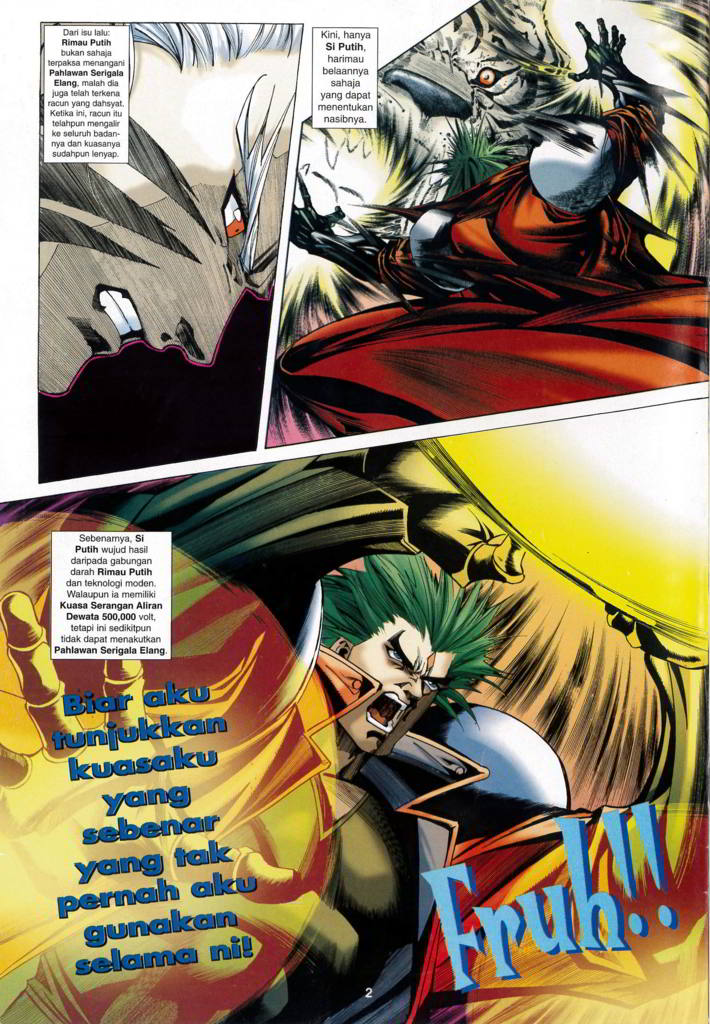 Dari isu lalu:
Rimau Putih
bukan sahaja
terpaksa menangani
Pahlawan Serigala
Elang, malah dia
juga telah terkena
racun yang dahsyat.
Ketika ini, racun itu
telahpun mengalir
ke seluruh badan-
nya dan kuasanya
sudahpun lenyap.
Kini, hanya
Si Putih,
harimau
belaannya
sahaja
yang dapat
menentukan
nasibnya.
Sebenarnya, Si
Putih wujud hasil
daripada gabungan
darah Rimau Putih
dan teknologi moden.
Walaupun ia memiliki
Kuasa Serangan Aliran
Dewata 500,000 volt,
tetapi ini sedikitpun
tidak dapat menakutkan
Pahlawan Serigala Elang.
Biar aku
tunjukkan
kuasaku
yang
sebenar
yang tak
pernah aku
gunakan
selama ni!
Fruh!!
2